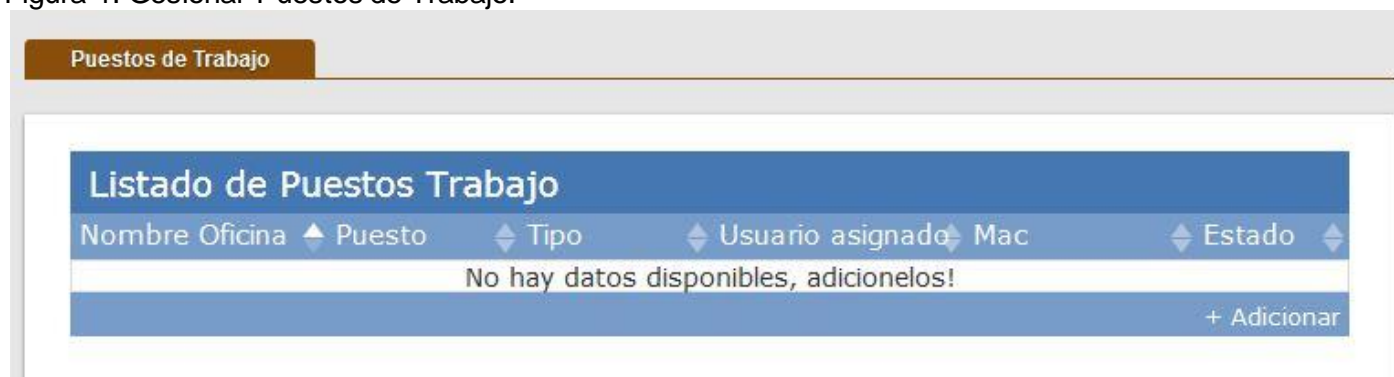 Puestos de Trabajo
Listado de Puestos Trabajo
Nombre Oficina Puesto Tipo Usuario asignado Mac Estado
No hay datos disponibles, adicionelos!
+ Adicionar